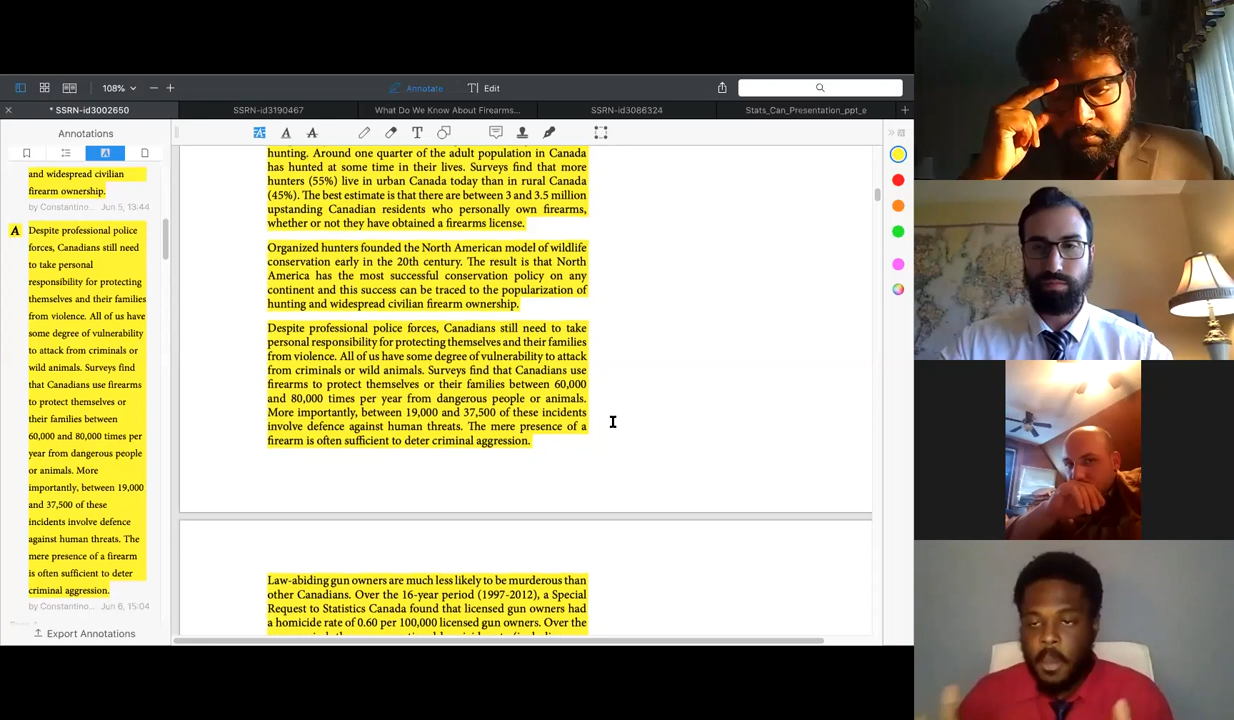 108%
Annotate
Edit
* SSRN-id3002650
SSRN-id3190467
What Do We Know About Firearms...
SSRN-id3086324
Stats_Can_Presentation_ppt_e
Annotations
and widespread civilian
firearm ownership.
by Constantino... Jun 5, 13:44
Despite professional police
forces, Canadians still need
to take personal
responsibility for protecting
themselves and their families
from violence. All of us have
some degree of vulnerability
to attack from criminals or
wild animals. Surveys find
that Canadians use firearms
to protect themselves or
their families between
60,000 and 80,000 times per
year from dangerous people
or animals. More
importantly, between 19,000
and 37,500 of these
incidents involve defence
against human threats. The
mere presence of a firearm
is often sufficient to deter
criminal aggression.
by Constantino... Jun 6, 15:04
Export Annotations
hunting. Around one quarter of the adult population in Canada
has hunted at some time in their lives. Surveys find that more
hunters (55%) live in urban Canada today than in rural Canada
(45%). The best estimate is that there are between 3 and 3.5 million
upstanding Canadian residents who personally own firearms,
whether or not they have obtained a firearms license.
Organized hunters founded the North American model of wildlife
conservation early in the 20th century. The result is that North
America has the most successful conservation policy on any
continent and this success can be traced to the popularization of
hunting and widespread civilian firearm ownership.
Despite professional police forces, Canadians still need to take
personal responsibility for protecting themselves and their families
from violence. All of us have some degree of vulnerability to attack
from criminals or wild animals. Surveys find that Canadians use
firearms to protect themselves or their families between 60,000
and 80,000 times per year from dangerous people or animals.
More importantly, between 19,000 and 37,500 of these incidents
involve defence against human threats. The mere presence of a
firearm is often sufficient to deter criminal aggression.
Law-abiding gun owners are much less likely to be murderous than
other Canadians. Over the 16-year period (1997-2012), a Special
Request to Statistics Canada found that licensed gun owners had
a homicide rate of 0.60 per 100,000 licensed gun owners. Over the